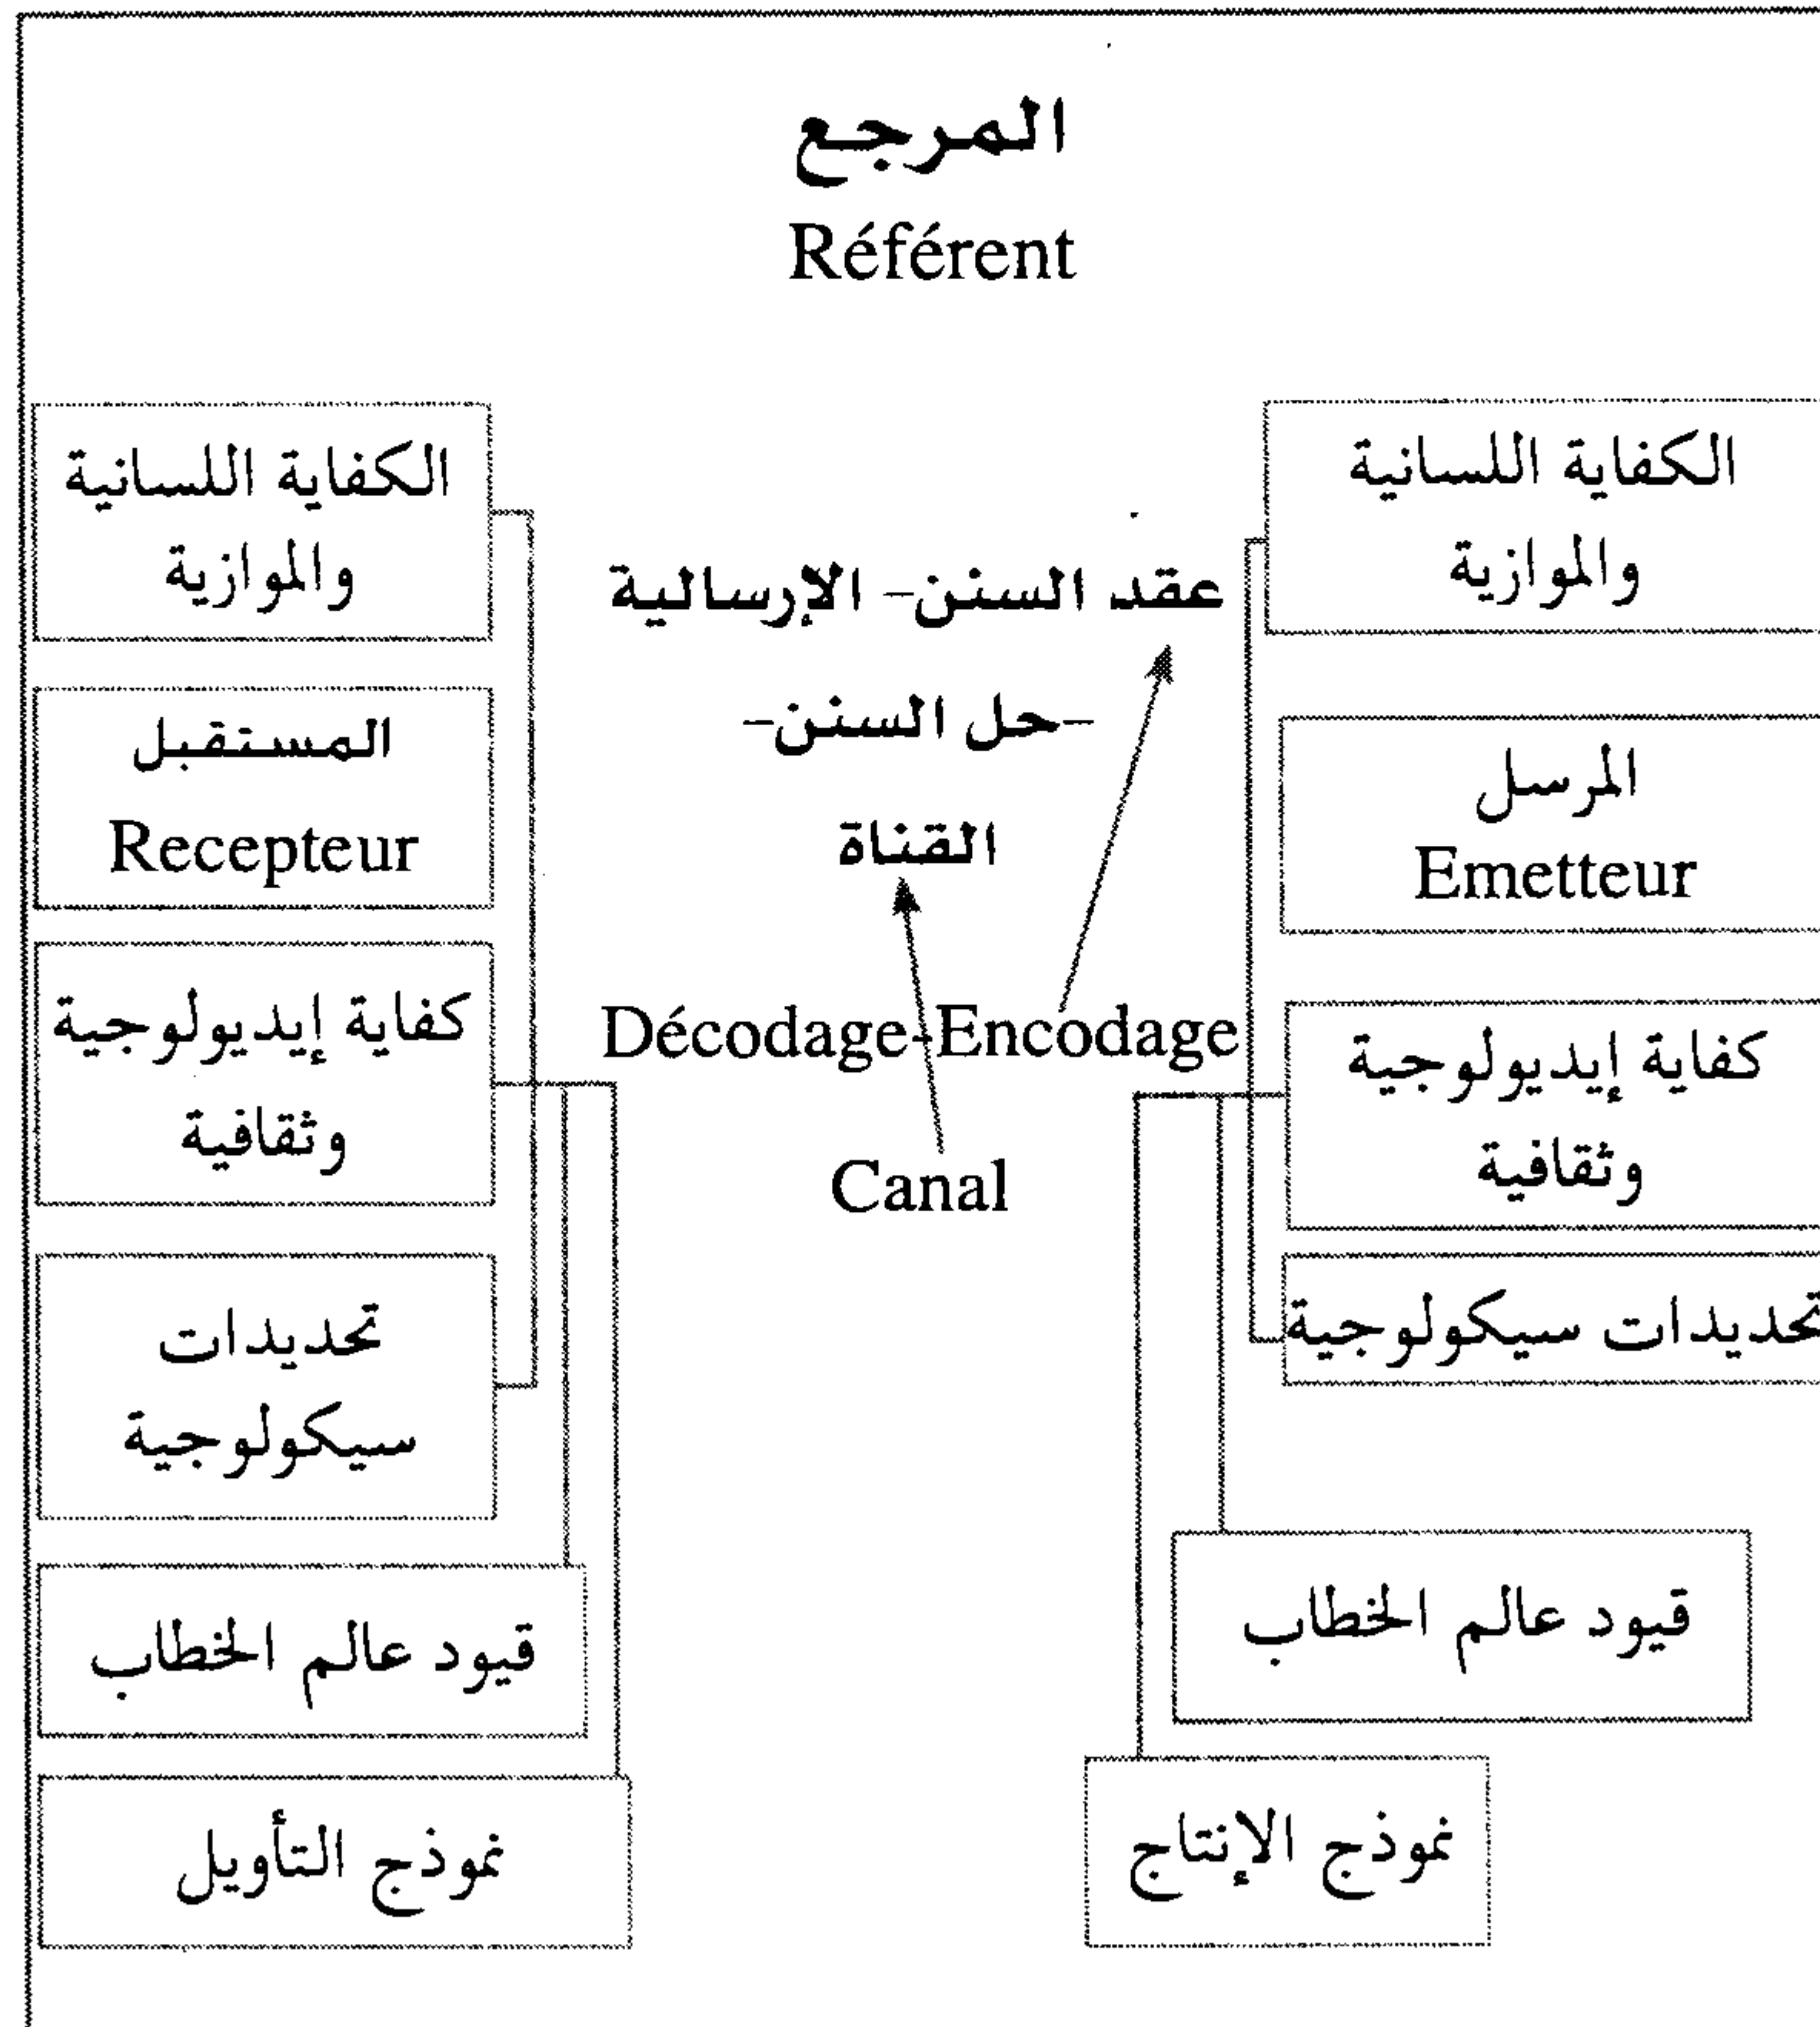 المرجع
Référent
الكفاية اللسانية
والموازية
المرسل
Emetteur
كفاية إيديولوجية
وثقافية
تحديدات سيكولوجية
قيود عالم الخطاب
نموذج الإنتاج
عقد السنن- الإرسالية
-حل السنن-
القناة
Décodage-Encodage
Canal
الكفاية اللسانية
والموازية
المستقبل
Recepteur
كفاية إيديولوجية
وثقافية
تحديدات
سيكولوجية
قيود عالم الخطاب
نموذج التأويل